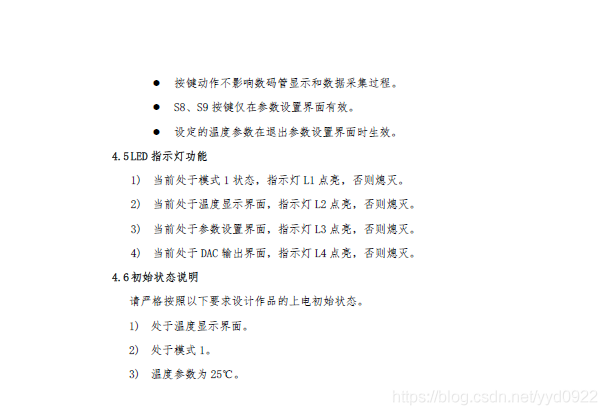 ● 按键动作不影响数码管显示和数据采集过程。
● S8、S9 按键仅在参数设置界面有效。
● 设定的温度参数在退出参数设置界面时生效。
4.5 LED 指示灯功能
1) 当前处于模式 1 状态，指示灯 L1 点亮，否则熄灭。
2) 当前处于温度显示界面，指示灯 L2 点亮，否则熄灭。
3) 当前处于参数设置界面，指示灯 L3 点亮，否则熄灭。
4) 当前处于 DAC 输出界面，指示灯 L4 点亮，否则熄灭。
4.6 初始状态说明
请严格按照以下要求设计作品的上电初始状态。
1) 处于温度显示界面。
2) 处于模式 1。
3) 温度参数为 25℃。
https://blog.csdn.net/yyd0922